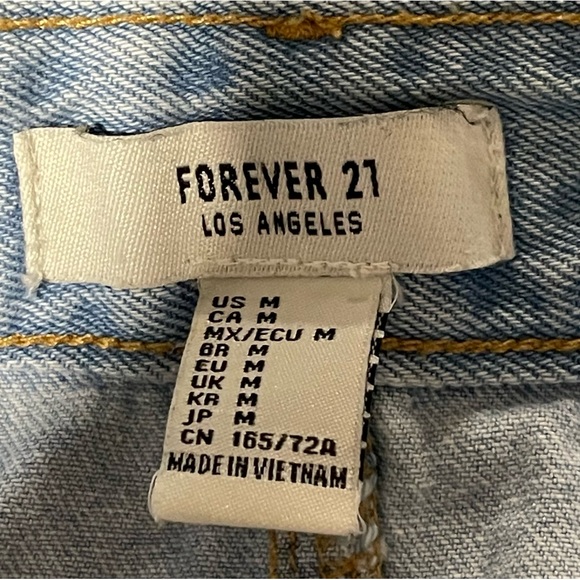 FOREVER 21
LOS ANGELES
US M
CA M
MX/ECU M
BR M
EU M
UK M
KR M
JP M
CN 165/72A
MADE IN VIETNAM